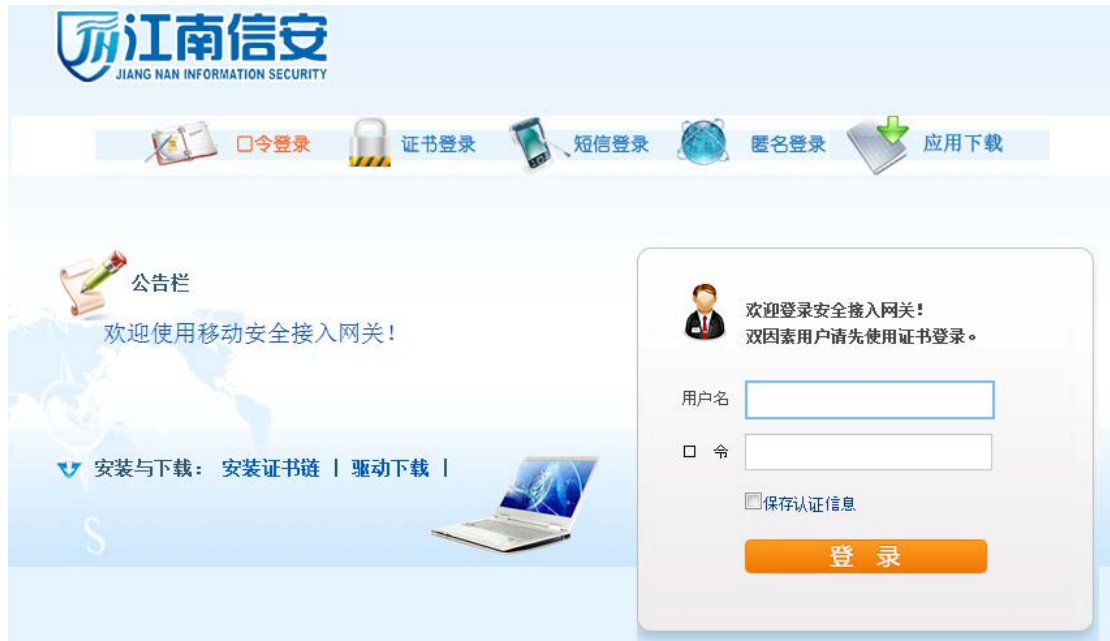 江南信安
JIANG NAN INFORMATION SECURITY
口令登录 证书登录 短信登录 匿名登录 应用下载
公告栏
欢迎使用移动安全接入网关！
安装与下载： 安装证书链 | 驱动下载 |
欢迎登录安全接入网关！
双因素用户请先使用证书登录。
用户名
口 令
保存认证信息
登 录
S